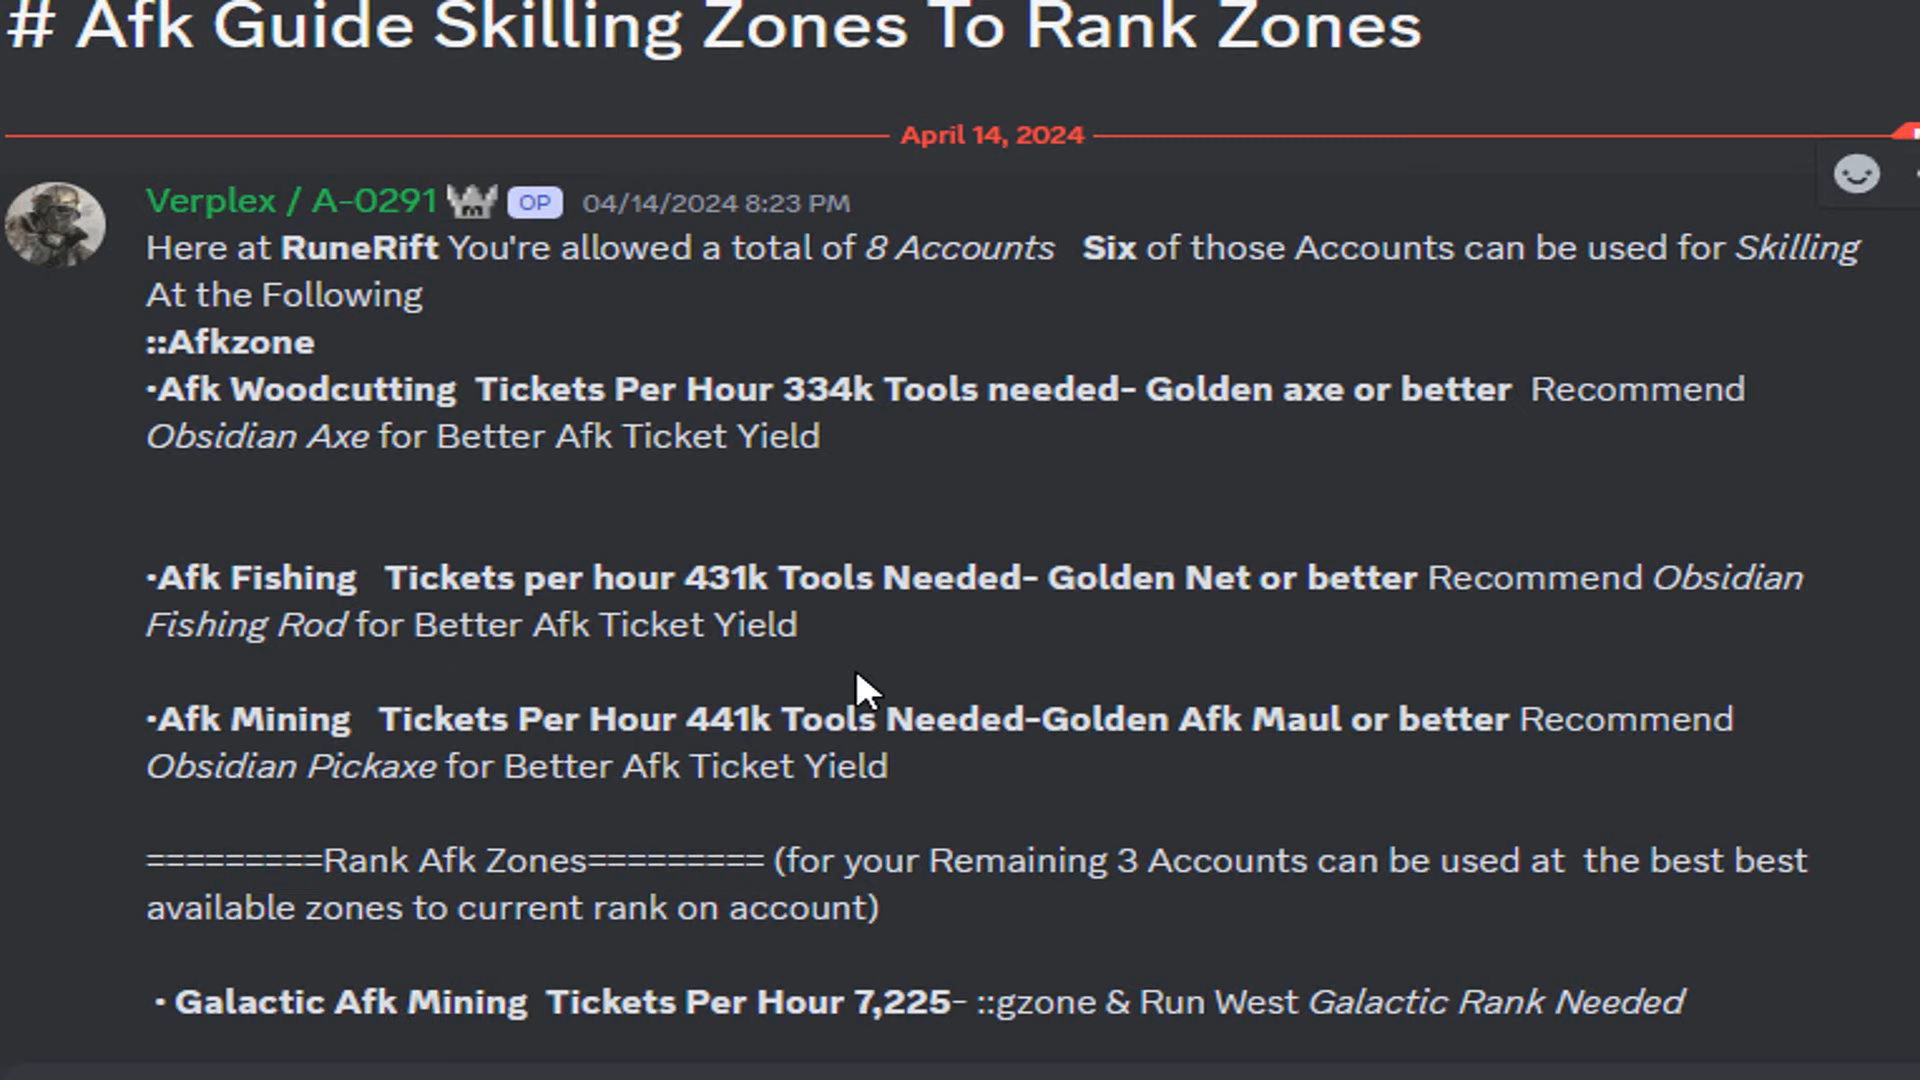 # Afk Guide Skilling Zones To Rank Zones
April 14, 2024
Verplex / A-0291 OP 04/14/2024 8:23 PM
Here at RuneRift You're allowed a total of 8 Accounts Six of those Accounts can be used for Skilling
At the Following
::Afkzone
•Afk Woodcutting Tickets Per Hour 334k Tools needed- Golden axe or better Recommend
Obsidian Axe for Better Afk Ticket Yield
•Afk Fishing Tickets per hour 431k Tools Needed- Golden Net or better Recommend Obsidian
Fishing Rod for Better Afk Ticket Yield
•Afk Mining Tickets Per Hour 441k Tools Needed-Golden Afk Maul or better Recommend
Obsidian Pickaxe for Better Afk Ticket Yield
=========Rank Afk Zones========= (for your Remaining 3 Accounts can be used at the best best
available zones to current rank on account)
• Galactic Afk Mining Tickets Per Hour 7,225- ::gzone & Run West Galactic Rank Needed